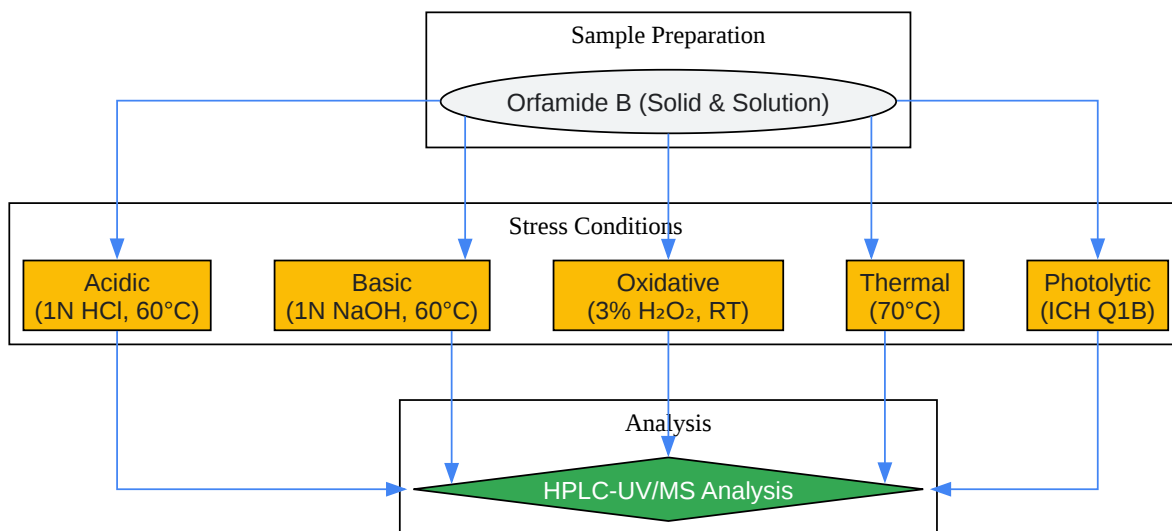 Sample Preparation
Orfamide B (Solid & Solution)
Stress Conditions
Acidic
(1N HCl, 60°C)
Basic
(1N NaOH, 60°C)
Oxidative
(3% H₂O₂, RT)
Thermal
(70°C)
Photolytic
(ICH Q1B)
Analysis
HPLC-UV/MS Analysis